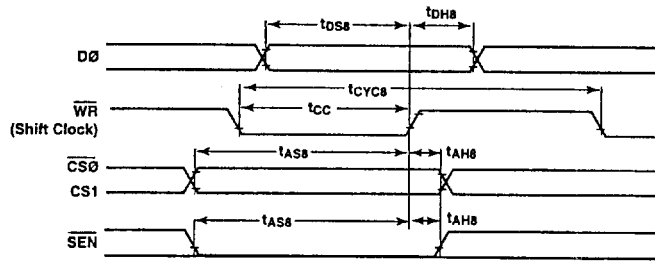 tDS8 tDH8
DØ
tCYC8
tCC
WR
(Shift Clock)
tAS8 tAH8
CSØ
CS1
tAS8 tAH8
SEN